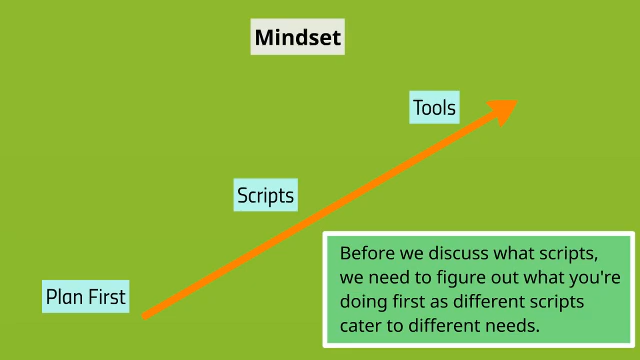 Mindset
Tools
Scripts
Plan First
Before we discuss what scripts,
we need to figure out what you're
doing first as different scripts
cater to different needs.